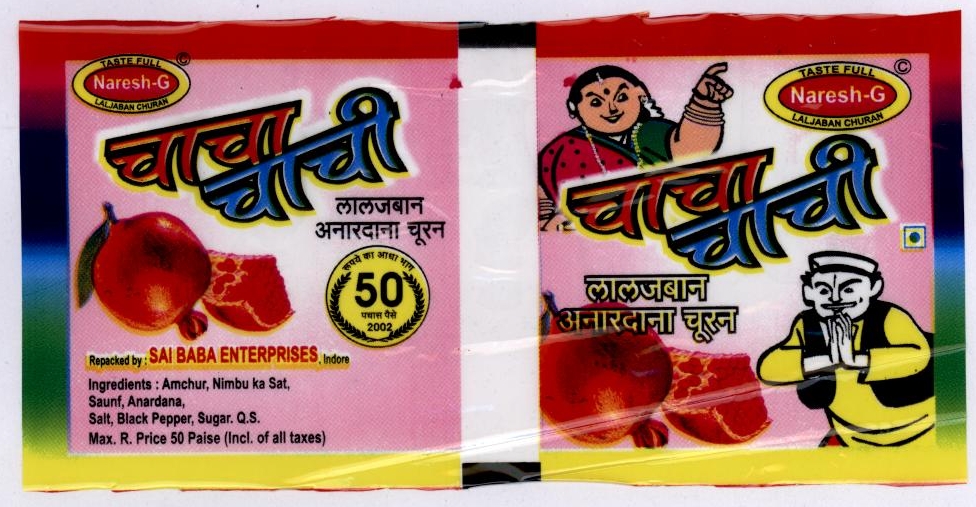 TASTE FULL
Naresh-G
LALJABAN CHURAN
©
चाचा
चाची
लालजबान
अनारदाना चूरन
रूपये का आधा भाग
50
पचास पैसे
2002
Repacked by : SAI BABA ENTERPRISES, Indore
Ingredients : Amchur, Nimbu ka Sat,
Saunf, Anardana,
Salt, Black Pepper, Sugar. Q.S.
Max. R. Price 50 Paise (Incl. of all taxes)
TASTE FULL
Naresh-G
LALJABAN CHURAN
©
चाचा
चाची
लालजबान
अनारदाना चूरन